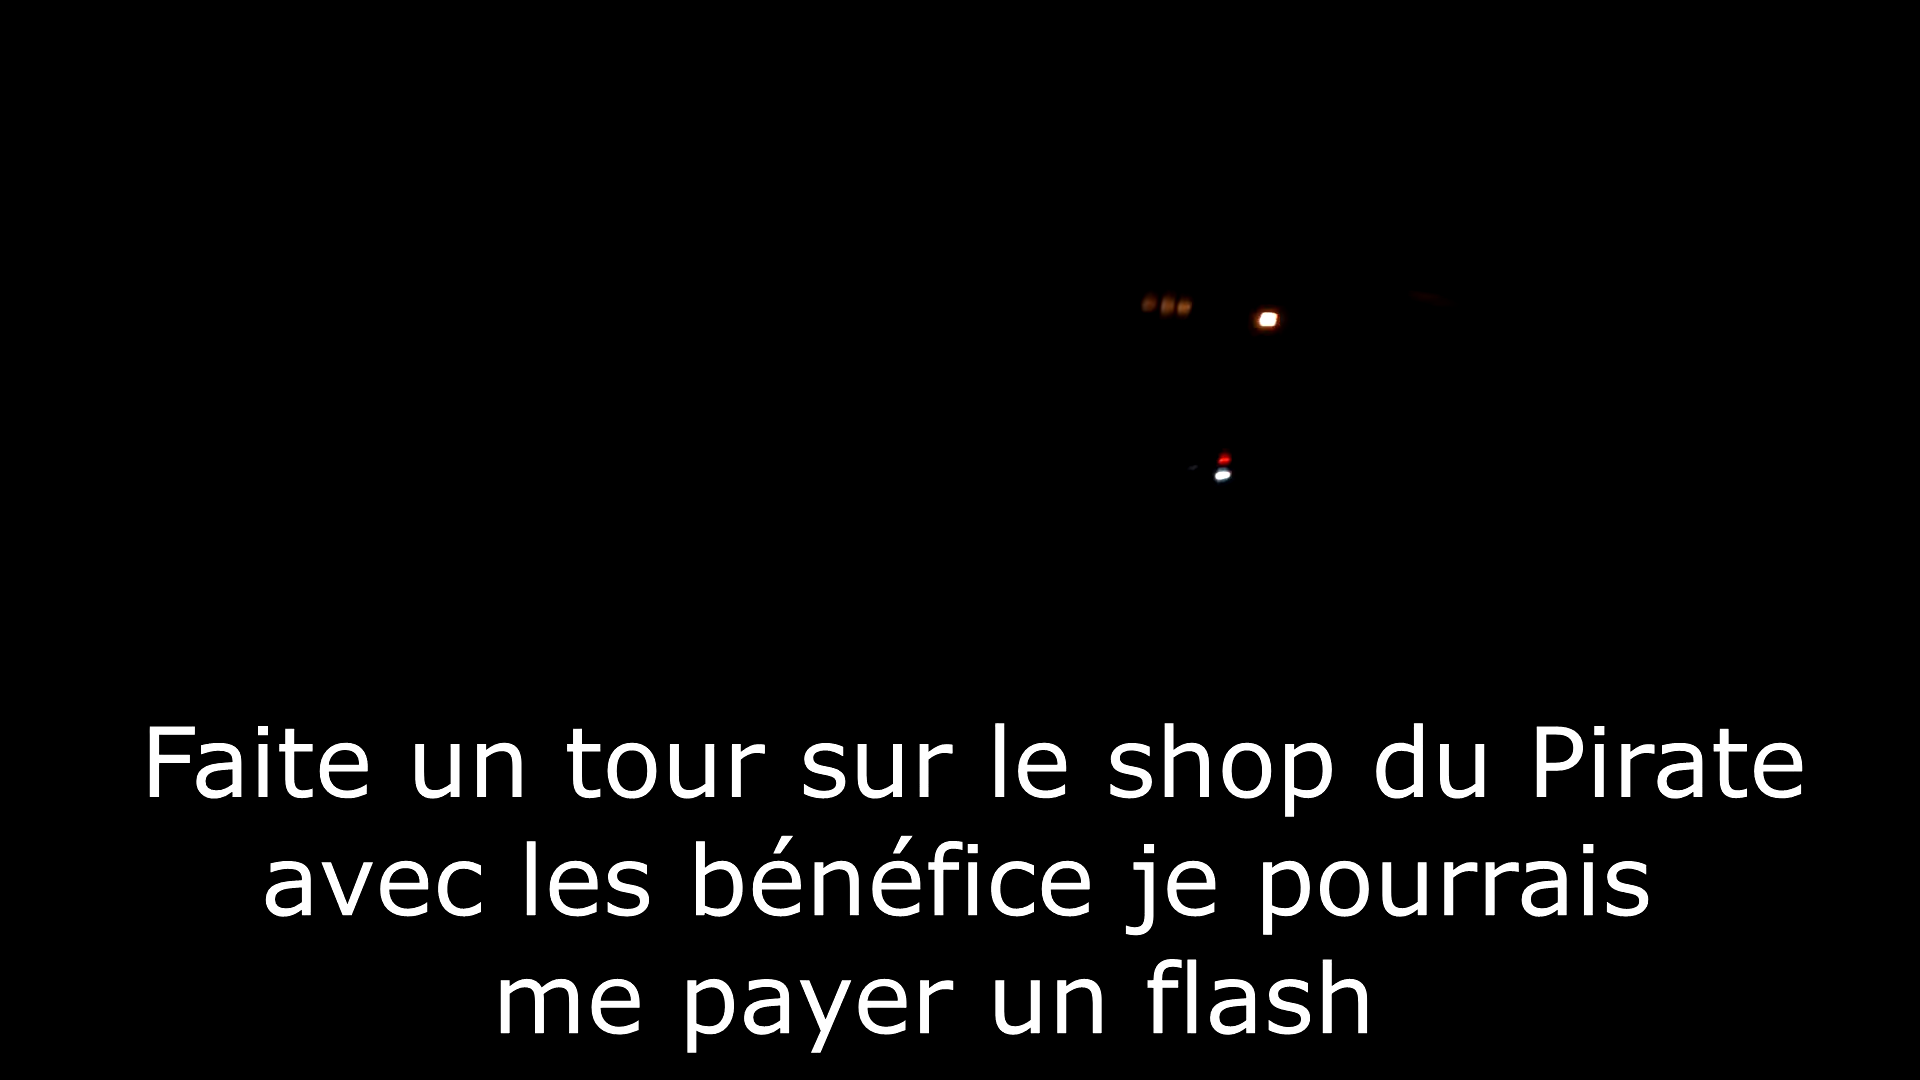 Faite un tour sur le shop du Pirate
avec les bénéfice je pourrais
me payer un flash